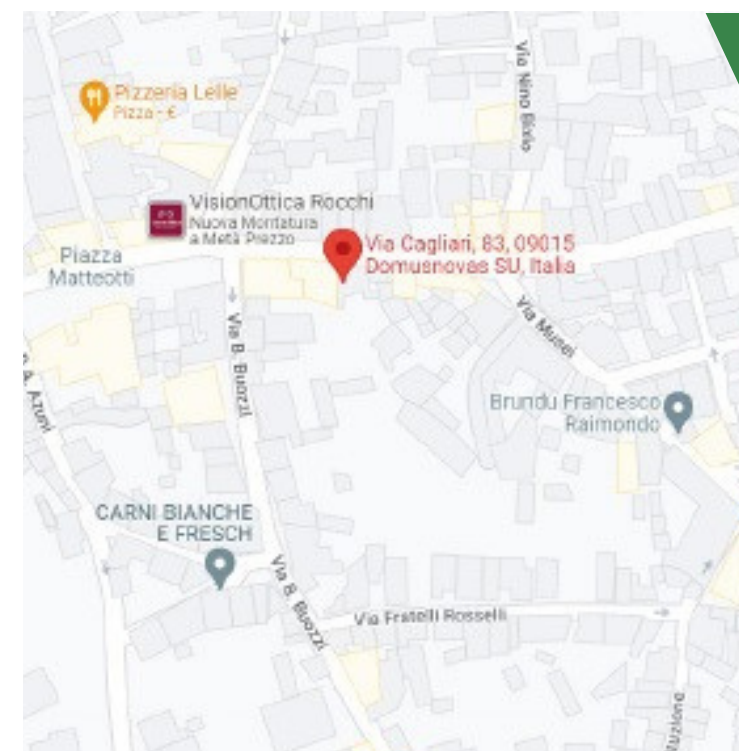 Via Nino Bixio
Pizzeria Lelle
Pizza - €
VisionOttica Rocchi
Nuova Montatura
a Metà Prezzo
Via Cagliari, 83, 09015
Domusnovas SU, Italia
Piazza
Matteotti
Via B. Buozzi
Via Musei
A. Azuni
Brundu Francesco
Raimondo
CARNI BIANCHE
E FRESCH
Via B. Buozzi
Via Fratelli Rosselli